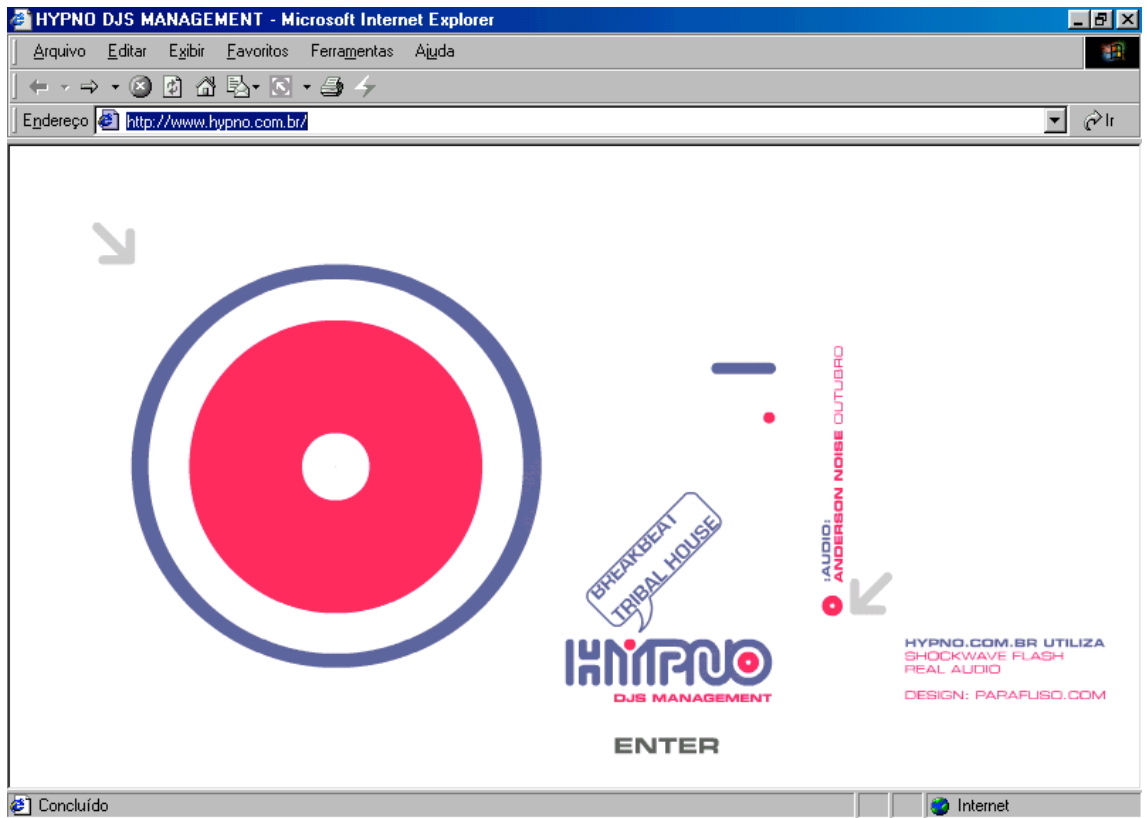 HYPNO DJS MANAGEMENT - Microsoft Internet Explorer
Arquivo Editar Exibir Favoritos Ferramentas Ajuda
Endereço http://www.hypno.com.br/ Ir
:AUDIO:
ANDERSON NOISE OUTUBRO
BREAKBEAT
TRIBAL HOUSE
HYPNO
DJS MANAGEMENT
ENTER
HYPNO.COM.BR UTILIZA
SHOCKWAVE FLASH
REAL AUDIO
DESIGN: PARAFUSO.COM
Concluído Internet